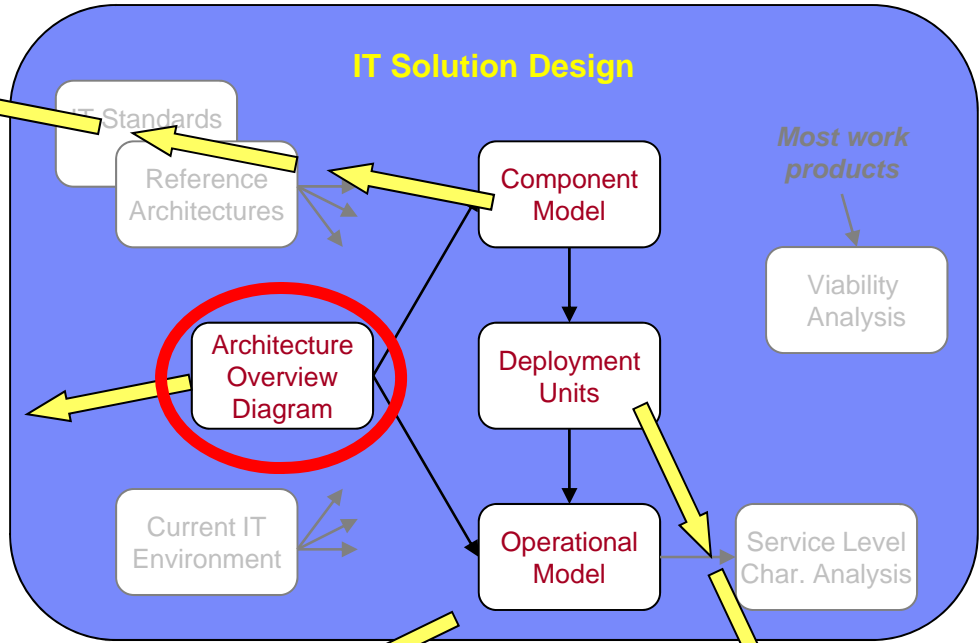 IT Solution Design
IT Standards
Reference
Architectures
Component
Model
Most work
products
Viability
Analysis
Architecture
Overview
Diagram
Deployment
Units
Current IT
Environment
Operational
Model
Service Level
Char. Analysis